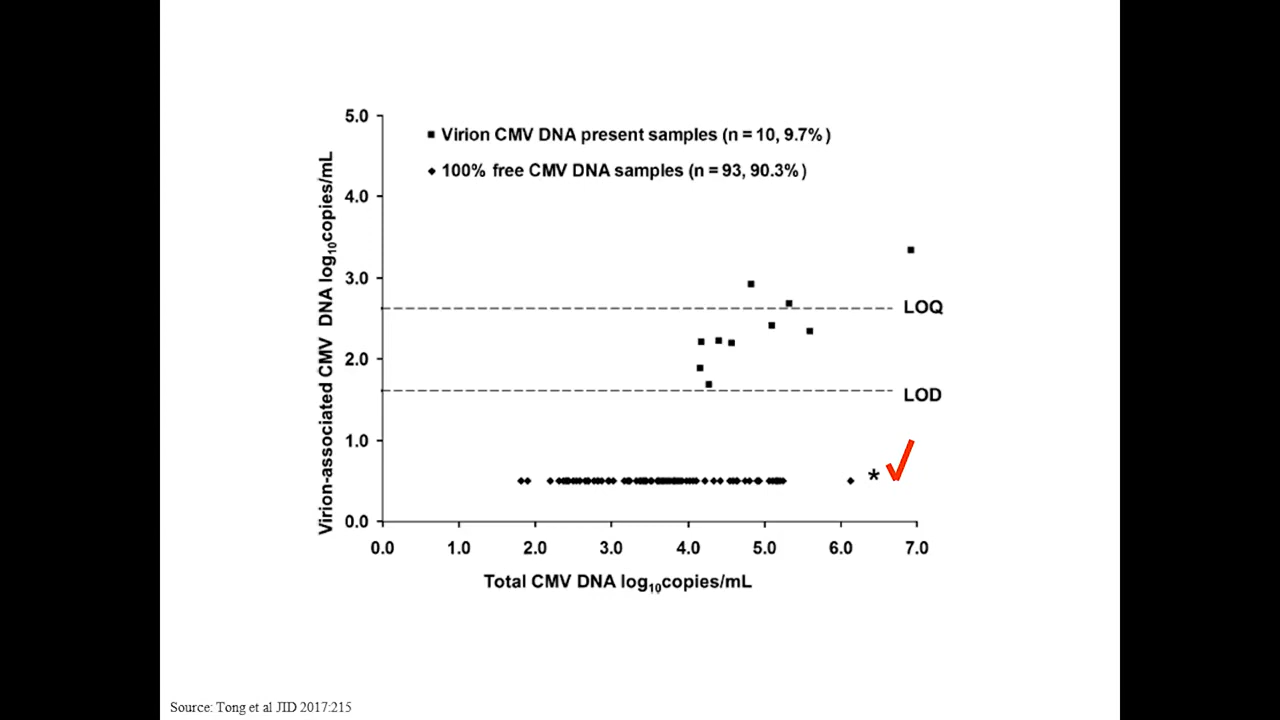 5.0
■ Virion CMV DNA present samples (n = 10, 9.7%)
♦ 100% free CMV DNA samples (n = 93, 90.3%)
4.0
3.0
LOQ
2.0
LOD
1.0
*
0.0
Virion-associated CMV DNA log₁₀copies/mL
0.0 1.0 2.0 3.0 4.0 5.0 6.0 7.0
Total CMV DNA log₁₀copies/mL
Source: Tong et al JID 2017:215